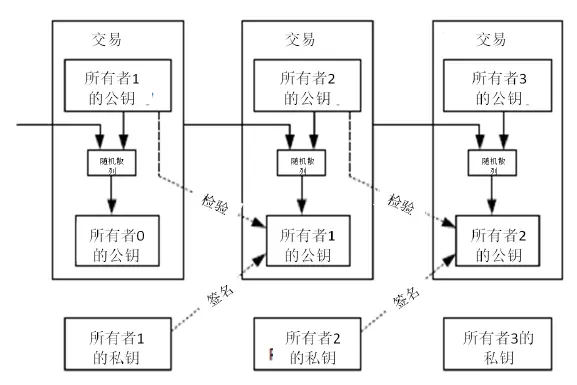 交易
交易
交易
所有者1
的公钥
所有者2
的公钥
所有者3
的公钥
随机散
列
随机散
列
随机散
列
检验
检验
所有者0
的公钥
所有者1
的公钥
所有者2
的公钥
签名
签名
所有者1
的私钥
所有者2
的私钥
所有者3的
私钥